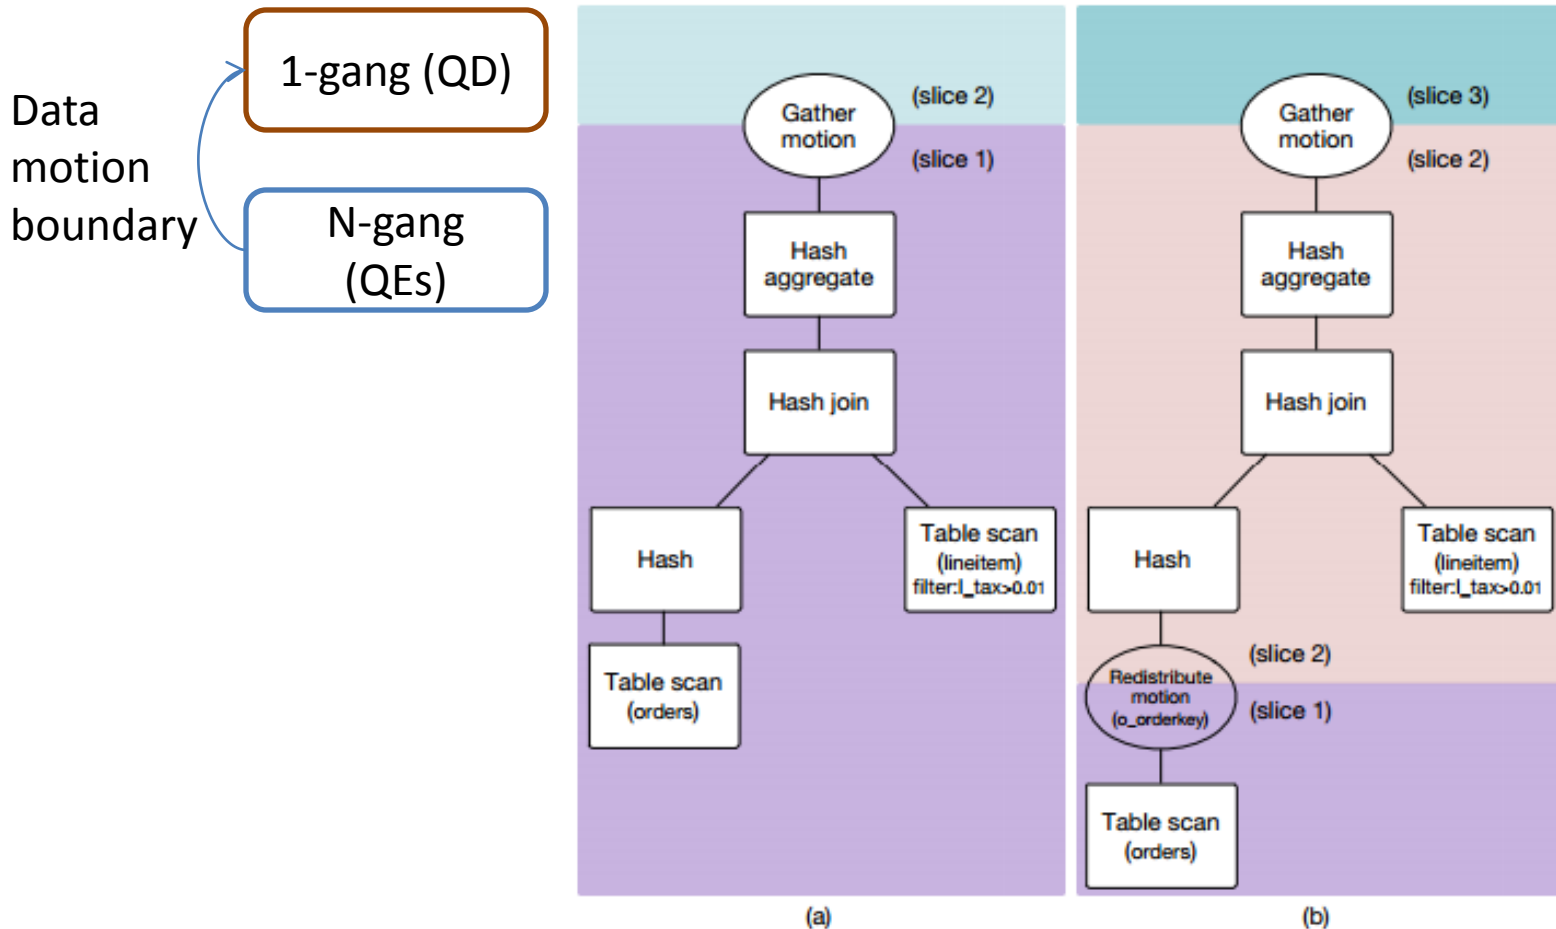 Data
motion
boundary
1-gang (QD)
N-gang
(QEs)
Gather
motion
(slice 2)
(slice 1)
Hash
aggregate
Hash join
Hash
Table scan
(lineitem)
filter:l_tax>0.01
Table scan
(orders)
(a)
Gather
motion
(slice 3)
(slice 2)
Hash
aggregate
Hash join
Hash
Table scan
(lineitem)
filter:l_tax>0.01
Redistribute
motion
(o_orderkey)
(slice 2)
(slice 1)
Table scan
(orders)
(b)